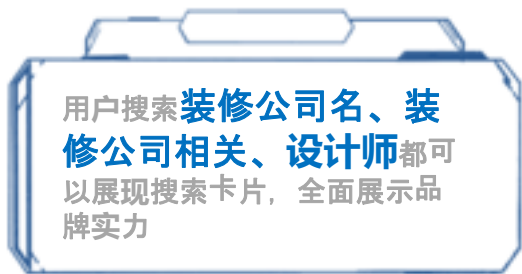 用户搜索装修公司名、装
修公司相关、设计师都可
以展现搜索卡片，全面展示品
牌实力